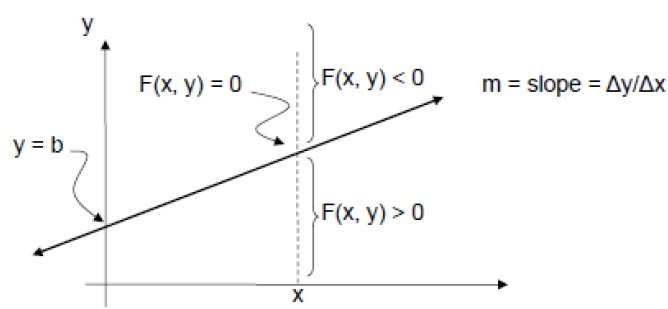 y
F(x, y) = 0
F(x, y) < 0
m = slope = Δy/Δx
y = b
F(x, y) > 0
x